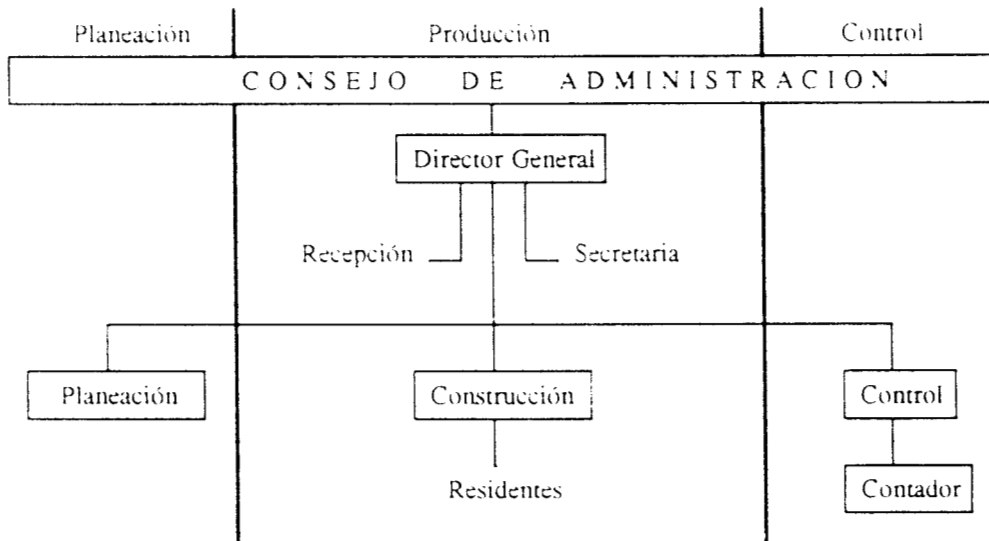 Planeación Producción Control
CONSEJO DE ADMINISTRACION
Director General
Recepción Secretaria
Planeación Construcción Control
Residentes Contador